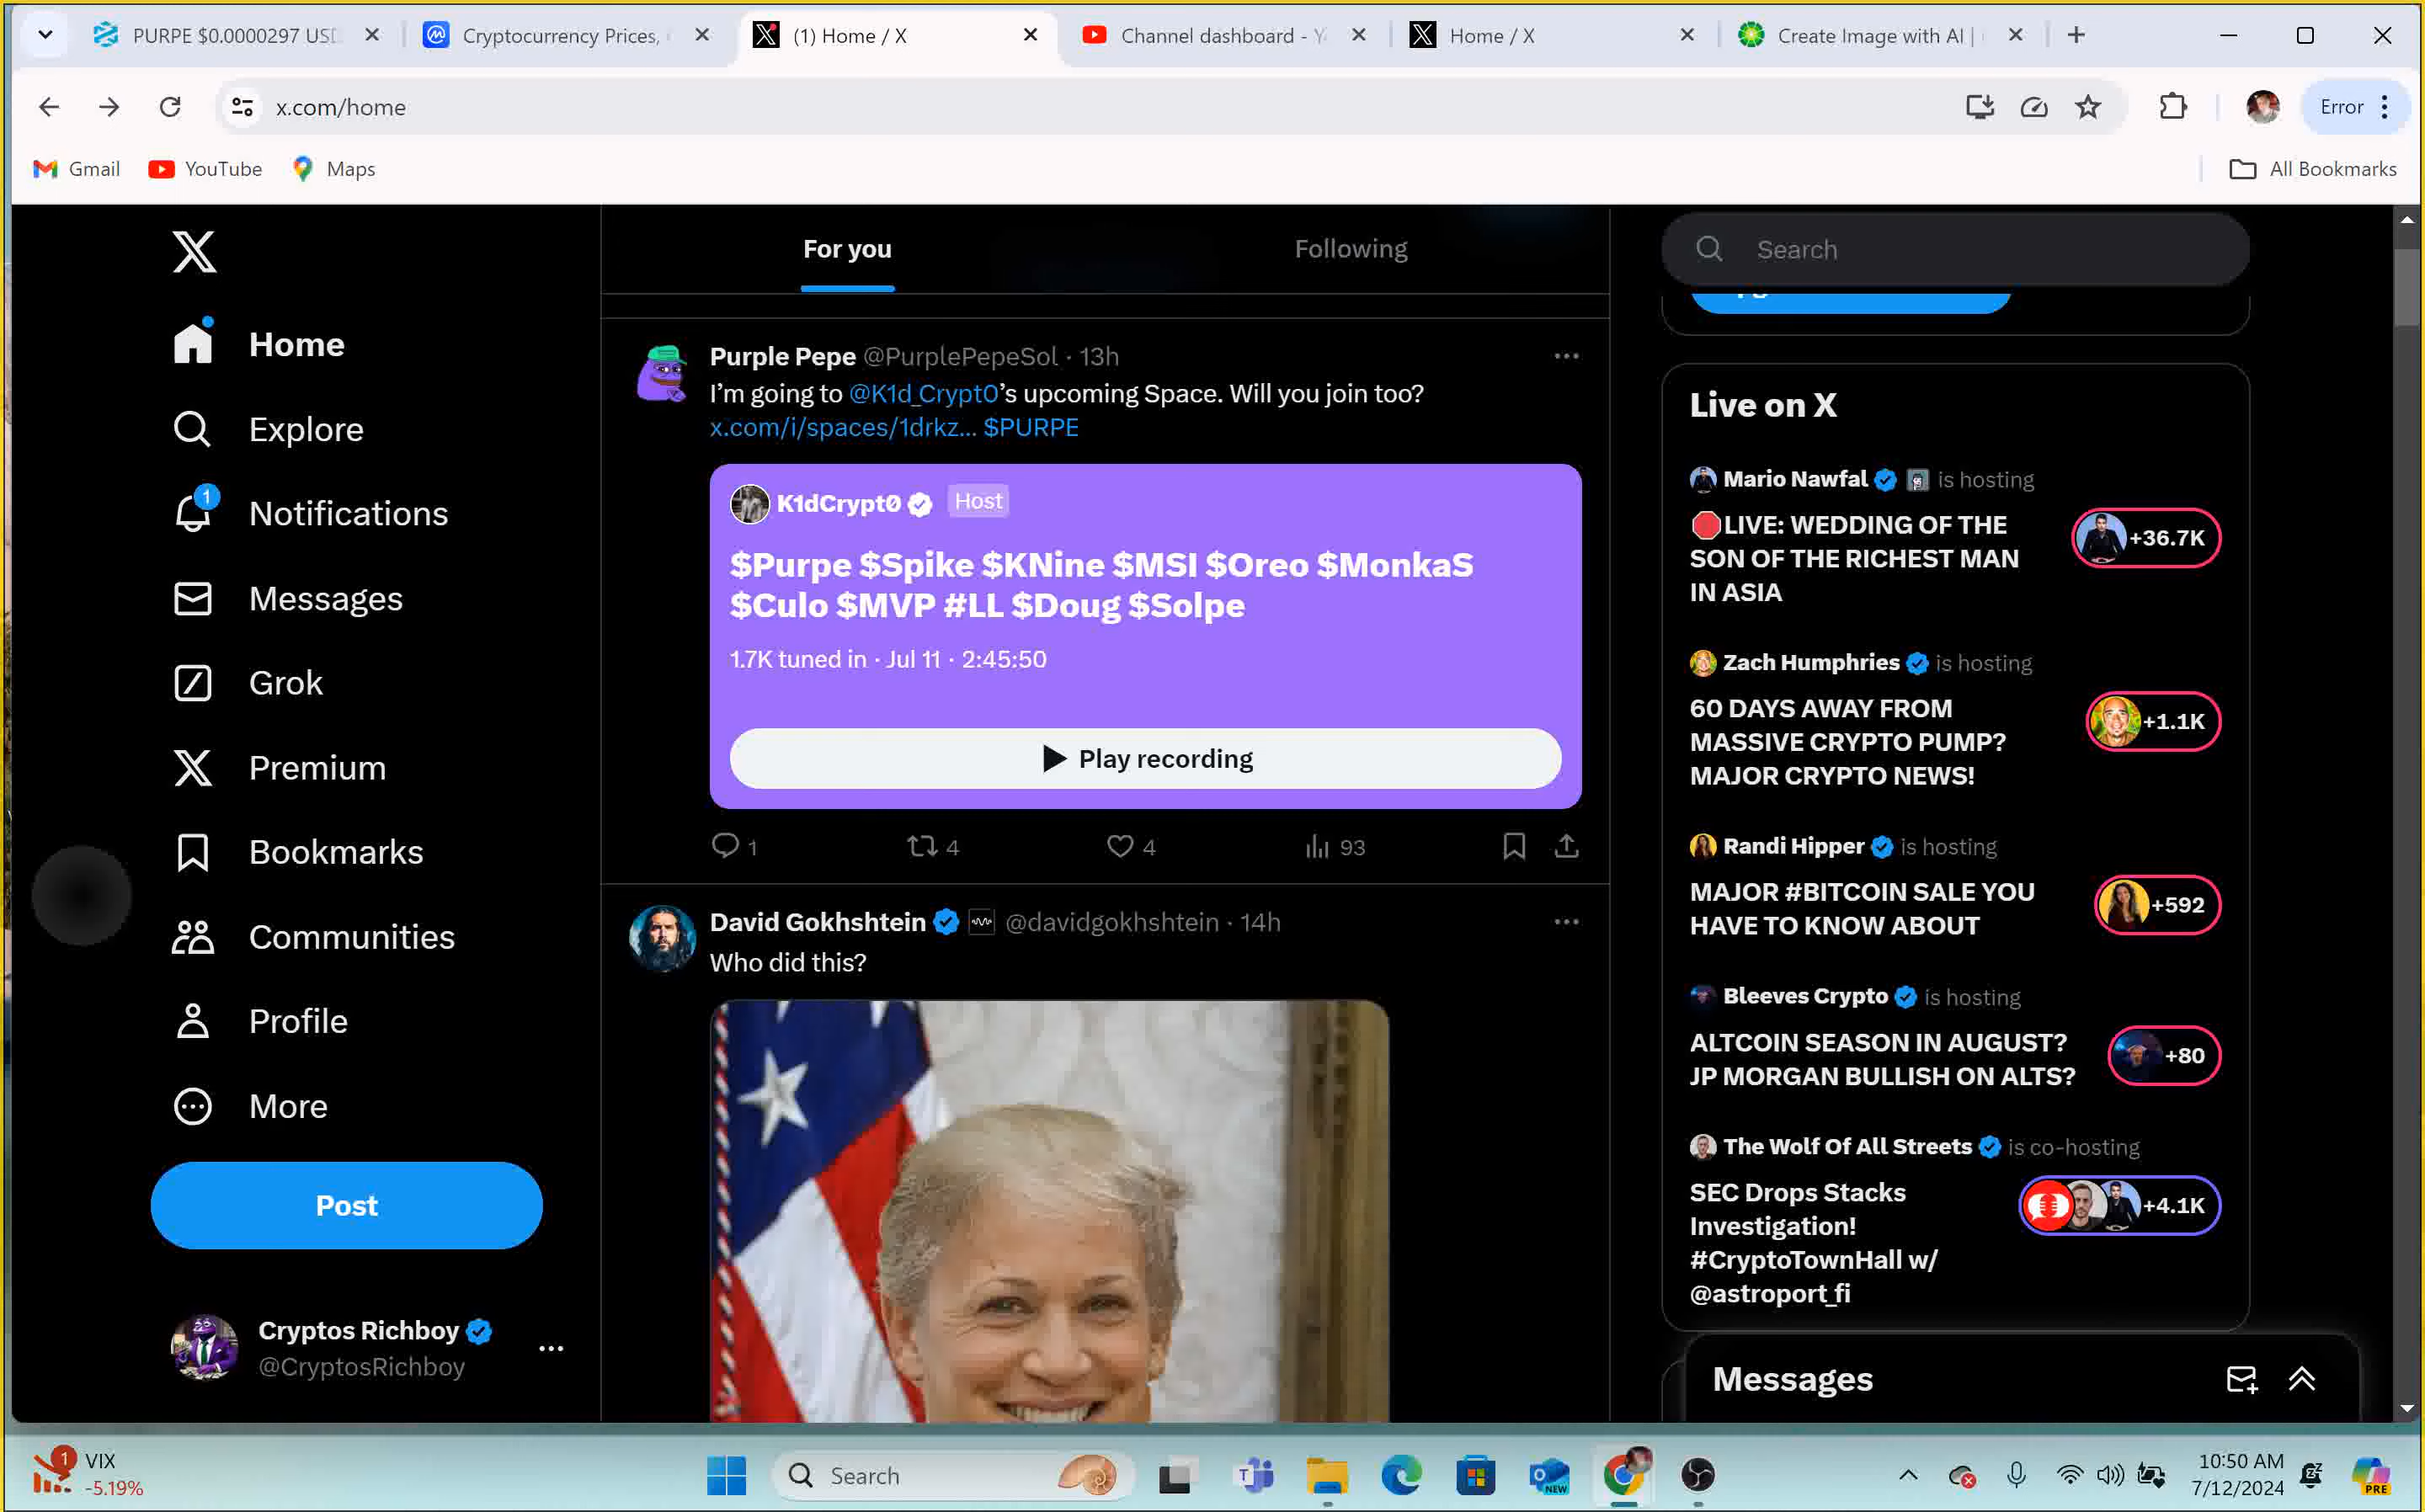 PURPE $0.0000297 USD
Cryptocurrency Prices,
(1) Home / X
Channel dashboard - Y
Home / X
Create Image with AI |
x.com/home
Error
Gmail
YouTube
Maps
All Bookmarks
Home
Explore
1
Notifications
Messages
Grok
Premium
Bookmarks
Communities
Profile
More
Post
Cryptos Richboy
@CryptosRichboy
For you
Following
Purple Pepe @PurplePepeSol · 13h
I'm going to @K1d_Crypt0's upcoming Space. Will you join too?
x.com/i/spaces/1drkz... $PURPE
K1dCrypt0 Host
$Purpe $Spike $KNine $MSI $Oreo $MonkaS
$Culo $MVP #LL $Doug $Solpe
1.7K tuned in · Jul 11 · 2:45:50
Play recording
1 4 4 93
David Gokhshtein @davidgokhshtein · 14h
Who did this?
Search
Live on X
Mario Nawfal is hosting
LIVE: WEDDING OF THE
SON OF THE RICHEST MAN
IN ASIA
+36.7K
Zach Humphries is hosting
60 DAYS AWAY FROM
MASSIVE CRYPTO PUMP?
MAJOR CRYPTO NEWS!
+1.1K
Randi Hipper is hosting
MAJOR #BITCOIN SALE YOU
HAVE TO KNOW ABOUT
+592
Bleeves Crypto is hosting
ALTCOIN SEASON IN AUGUST?
JP MORGAN BULLISH ON ALTS?
+80
The Wolf Of All Streets is co-hosting
SEC Drops Stacks
Investigation!
#CryptoTownHall w/
@astroport_fi
+4.1K
Messages
1
VIX
-5.19%
Search
NEW
10:50 AM
7/12/2024
PRE